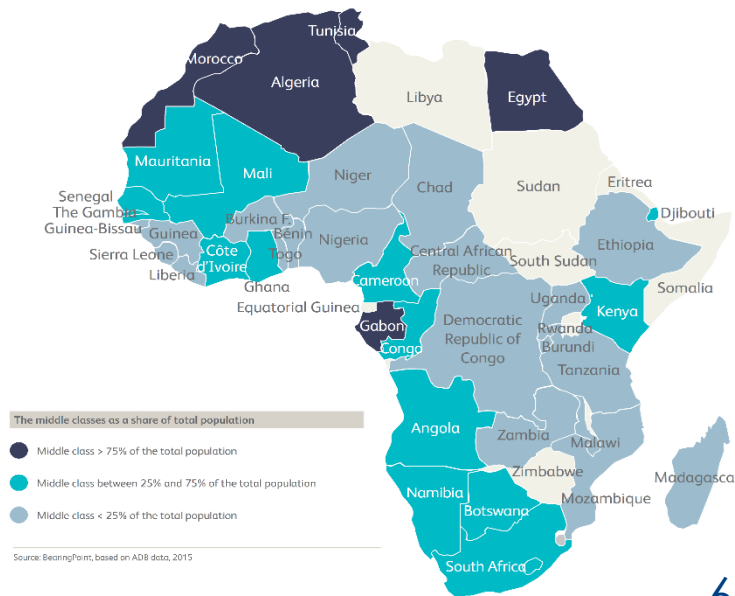 Tunisia
Morocco
Algeria
Libya
Egypt
Mauritania
Mali
Niger
Chad
Sudan
Eritrea
Senegal
The Gambia
Guinea-Bissau
Guinea
Burkina F.
Bénin
Nigeria
Djibouti
Sierra Leone
Côte
d'Ivoire
Togo
Central African
Republic
South Sudan
Ethiopia
Liberia
Ghana
Cameroon
Somalia
Equatorial Guinea
Uganda
Kenya
Gabon
Democratic
Republic of
Congo
Rwanda
Congo
Burundi
Tanzania
The middle classes as a share of total population
Middle class > 75% of the total population
Middle class between 25% and 75% of the total population
Middle class < 25% of the total population
Angola
Zambia
Malawi
Zimbabwe
Madagasca
Namibia
Mozambique
Botswana
South Africa
Source: BearingPoint, based on ADB data, 2015
6